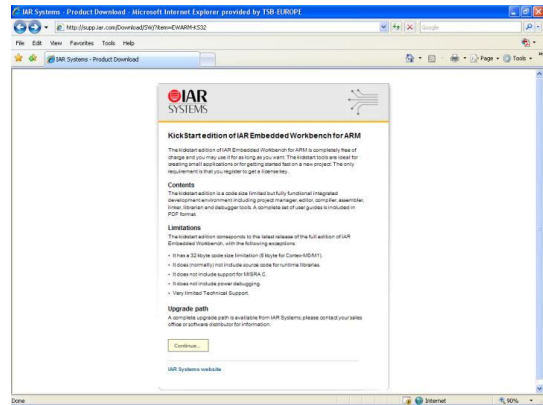 IAR Systems - Product Download - Microsoft Internet Explorer provided by TSB-EUROPE
http://supp.iar.com/Download/SW/?item=EWARM-KS32
Google
File Edit View Favorites Tools Help
IAR Systems - Product Download
Page Tools
IAR
SYSTEMS
KickStart edition of IAR Embedded Workbench for ARM
The kickstart edition of IAR Embedded Workbench for ARM is completely free of
charge and you may use it for as long as you want. The kickstart tools are ideal for
creating small applications or for getting started fast on a new project. The only
requirement is that you register to get a license key.
Contents
The kickstart edition is a code size limited but fully functional integrated
development environment including project manager, editor, compiler, assembler,
linker, librarian and debugger tools. A complete set of user guides is included in
PDF format.
Limitations
The kickstart edition corresponds to the latest release of the full edition of IAR
Embedded Workbench, with the following exceptions:
• It has a 32 kbyte code size limitation (8 kbyte for Cortex-M0/M1).
• It does (normally) not include source code for runtime libraries.
• It does not include support for MISRA C.
• It does not include power debugging.
• Very limited Technical Support.
Upgrade path
A complete upgrade path is available from IAR Systems, please contact your sales
office or software distributor for information.
Continue...
IAR Systems website
Done Internet 90%